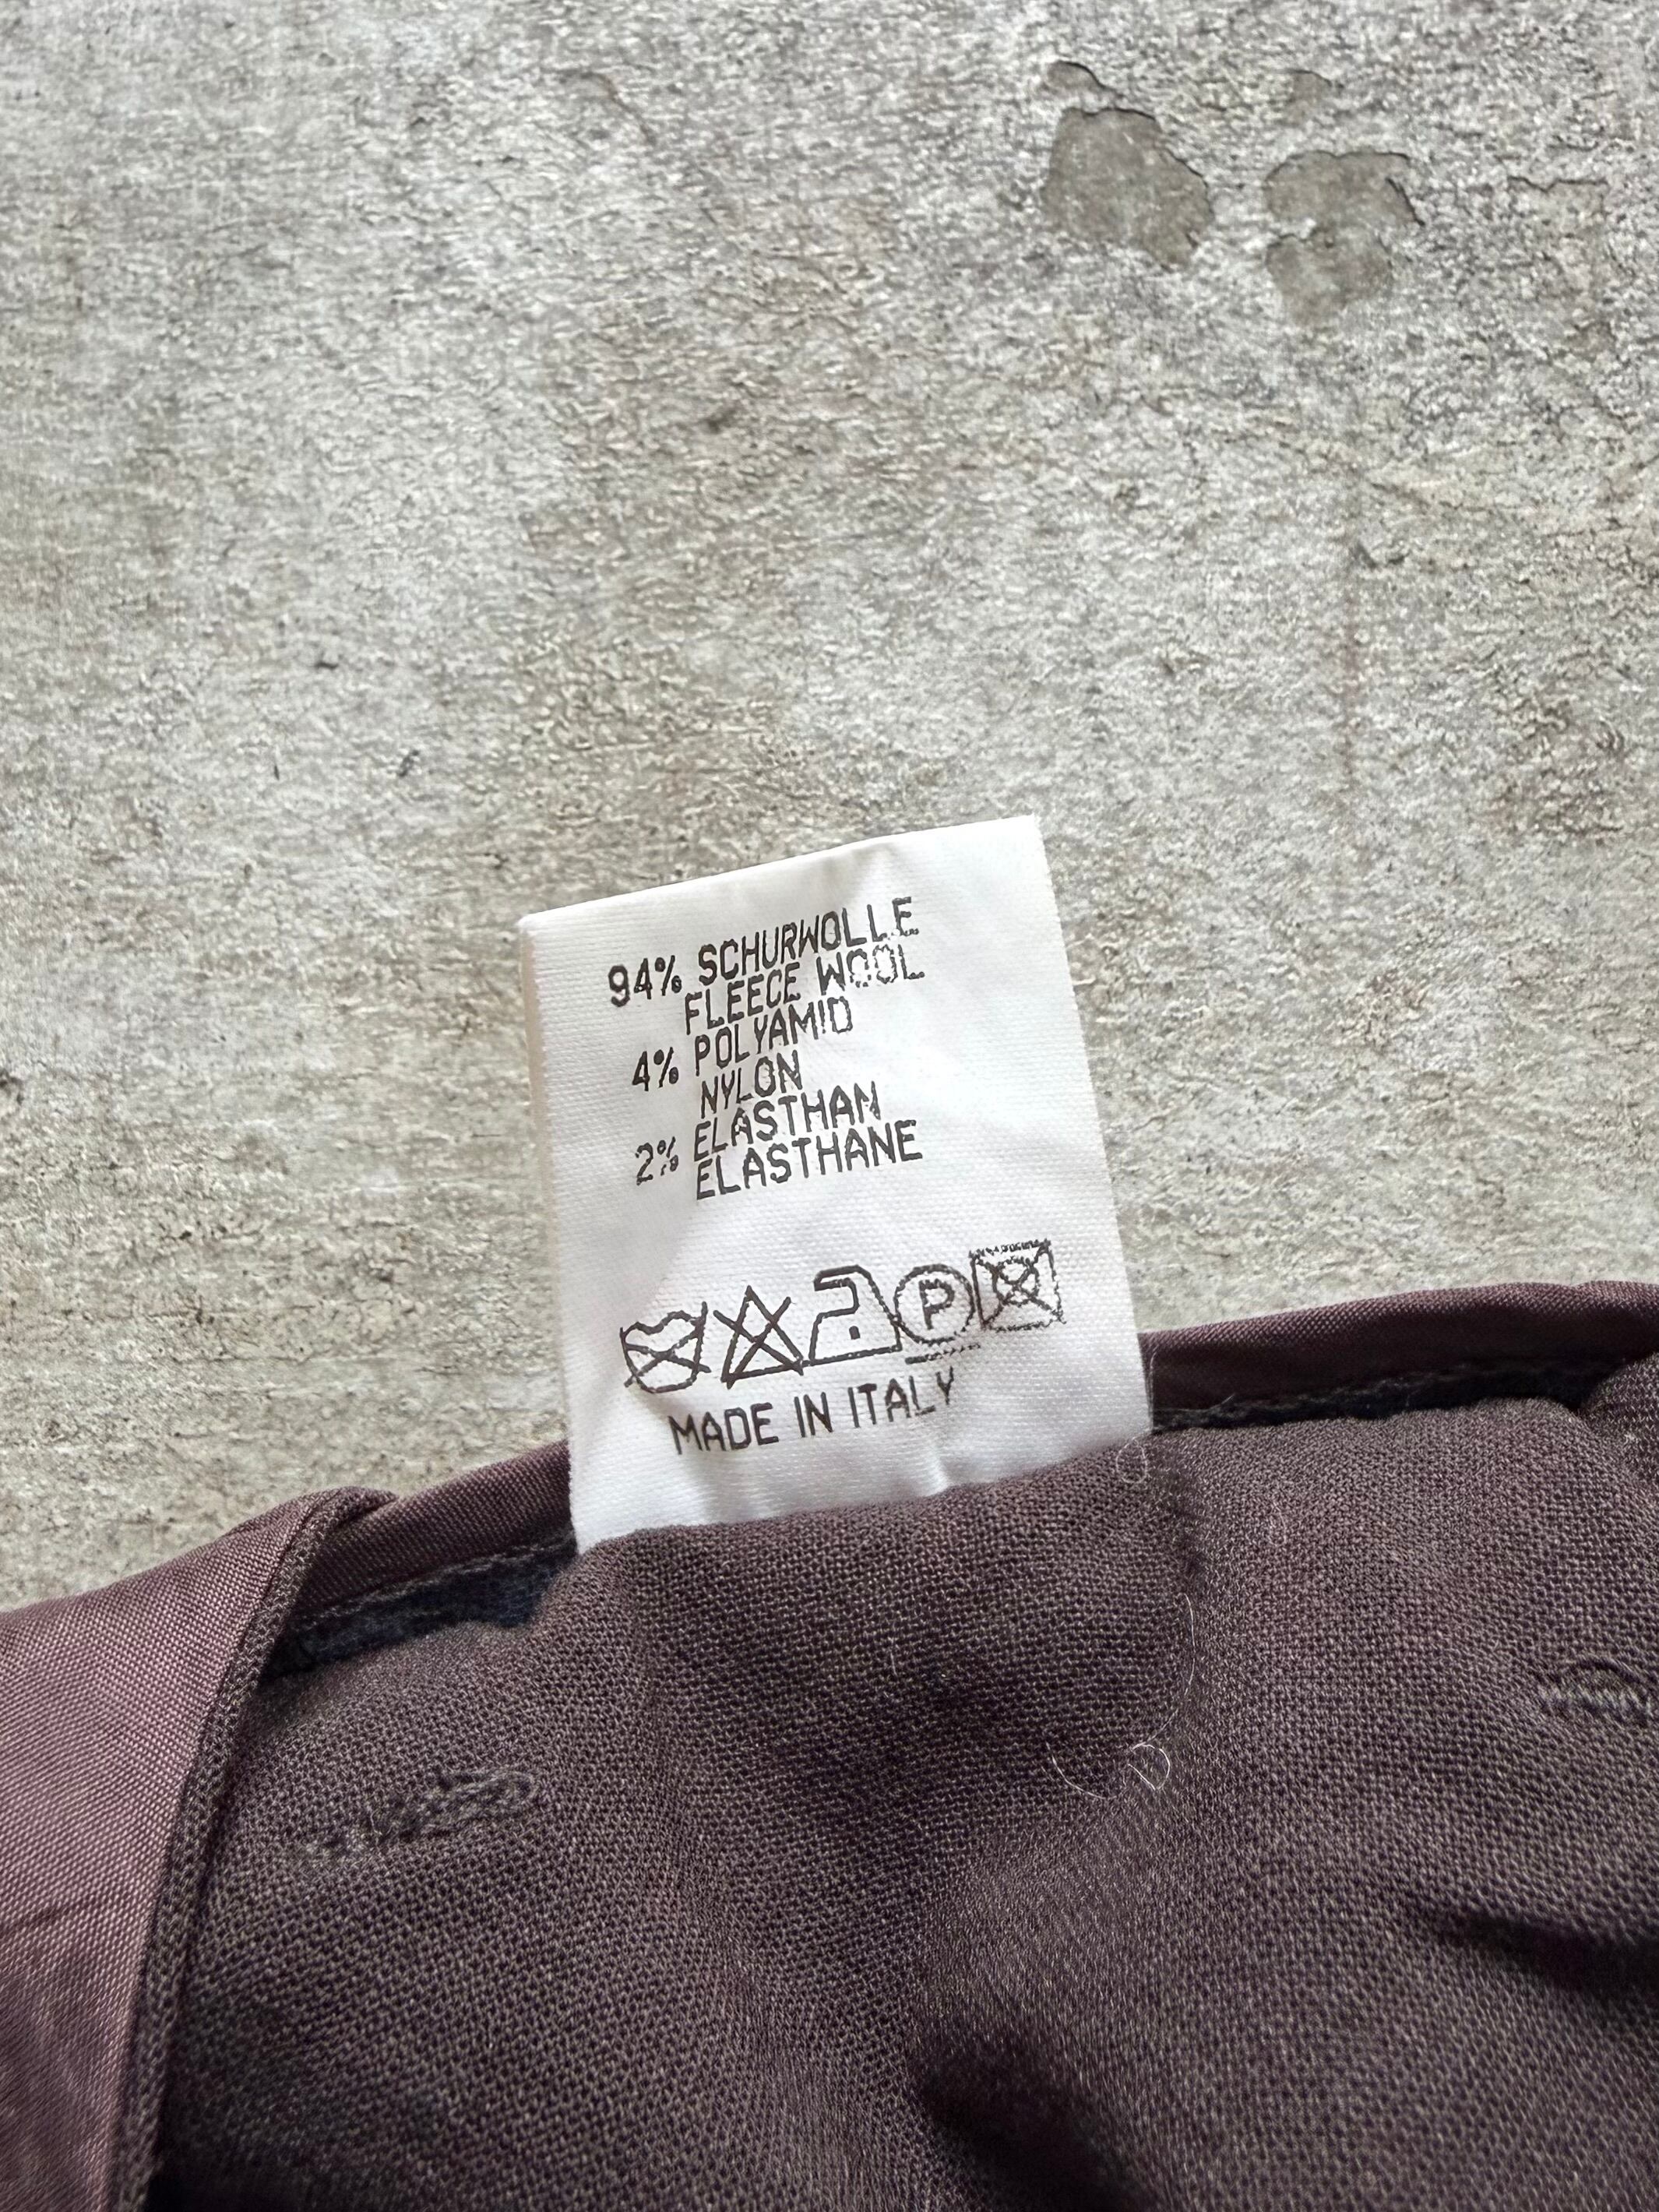 94% SCHURWOLLE
FLEECE WOOL
4% POLYAMID
NYLON
2% ELASTHAN
ELASTHANE
P
MADE IN ITALY